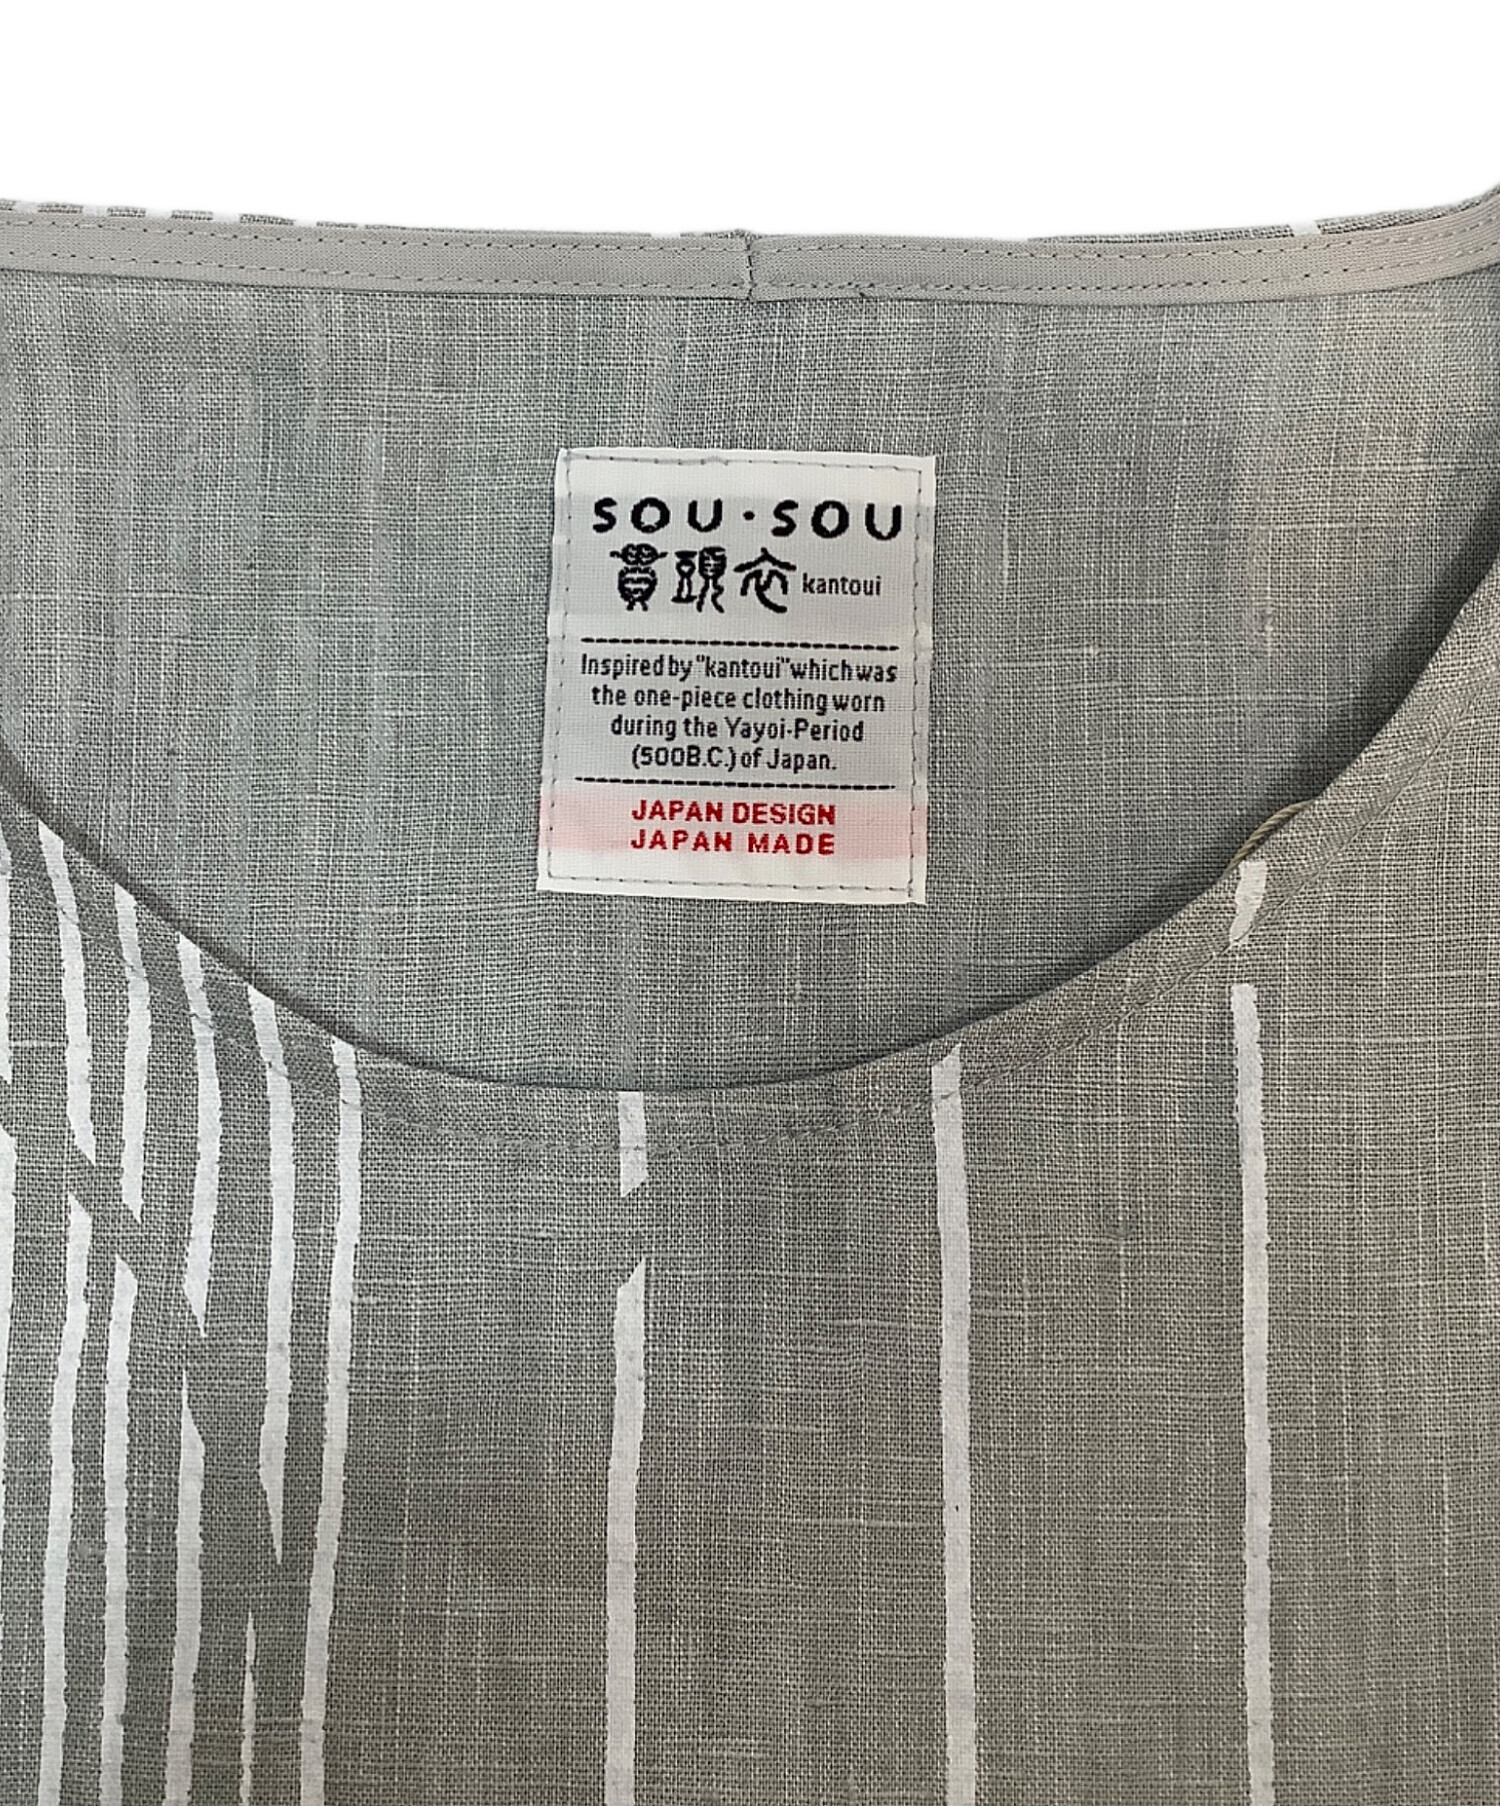 SOU・SOU
貫頭衣 kantoui
Inspired by "kantoui" which was
the one-piece clothing worn
during the Yayoi-Period
(500B.C.) of Japan.
JAPAN DESIGN
JAPAN MADE